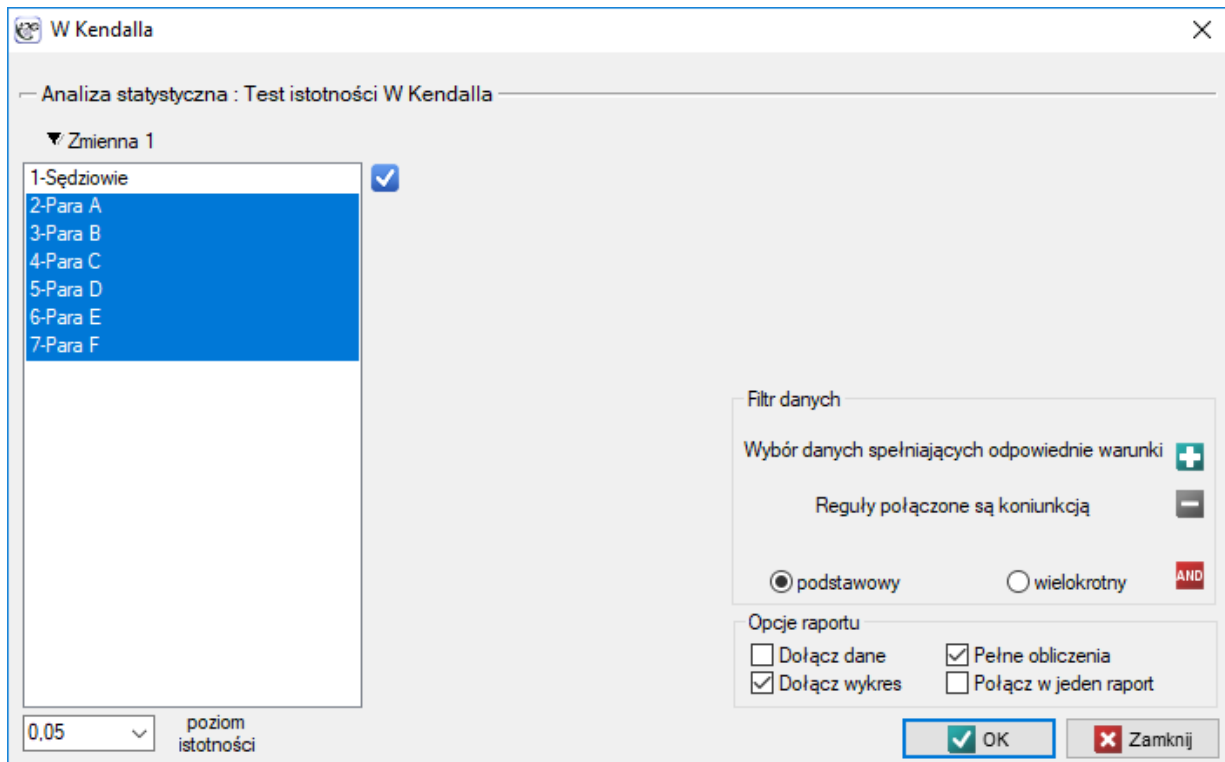 W Kendalla
Analiza statystyczna : Test istotności W Kendalla
Zmienna 1
1-Sędziowie
2-Para A
3-Para B
4-Para C
5-Para D
6-Para E
7-Para F
Filtr danych
Wybór danych spełniających odpowiednie warunki
Reguły połączone są koniunkcją
podstawowy wielokrotny AND
Opcje raportu
Dołącz dane Pełne obliczenia
Dołącz wykres Połącz w jeden raport
0,05 poziom istotności
OK Zamknij